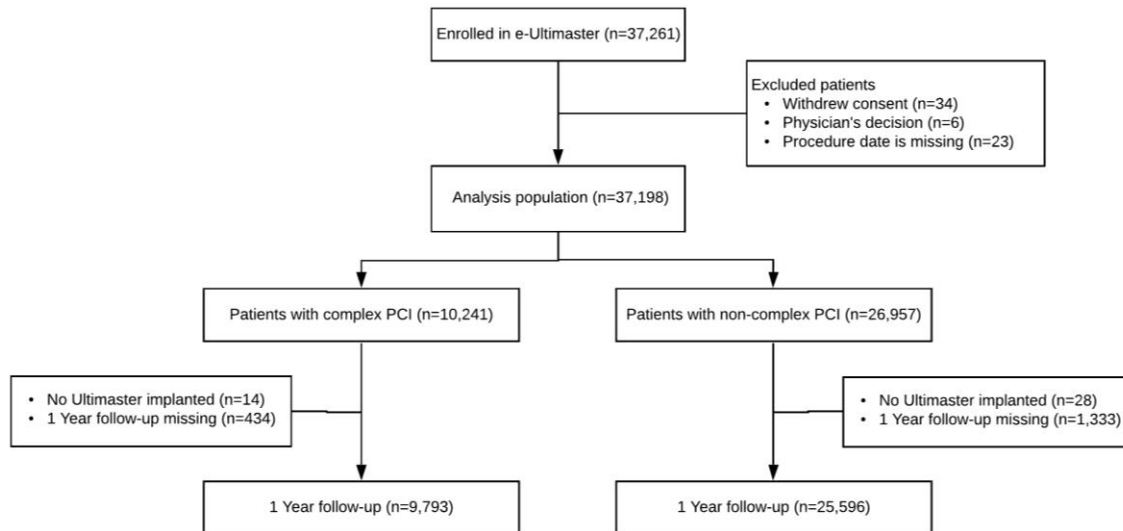 Enrolled in e-Ultimaster (n=37,261)
Excluded patients
• Withdrew consent (n=34)
• Physician's decision (n=6)
• Procedure date is missing (n=23)
Analysis population (n=37,198)
Patients with complex PCI (n=10,241)
Patients with non-complex PCI (n=26,957)
• No Ultimaster implanted (n=14)
• 1 Year follow-up missing (n=434)
• No Ultimaster implanted (n=28)
• 1 Year follow-up missing (n=1,333)
1 Year follow-up (n=9,793)
1 Year follow-up (n=25,596)